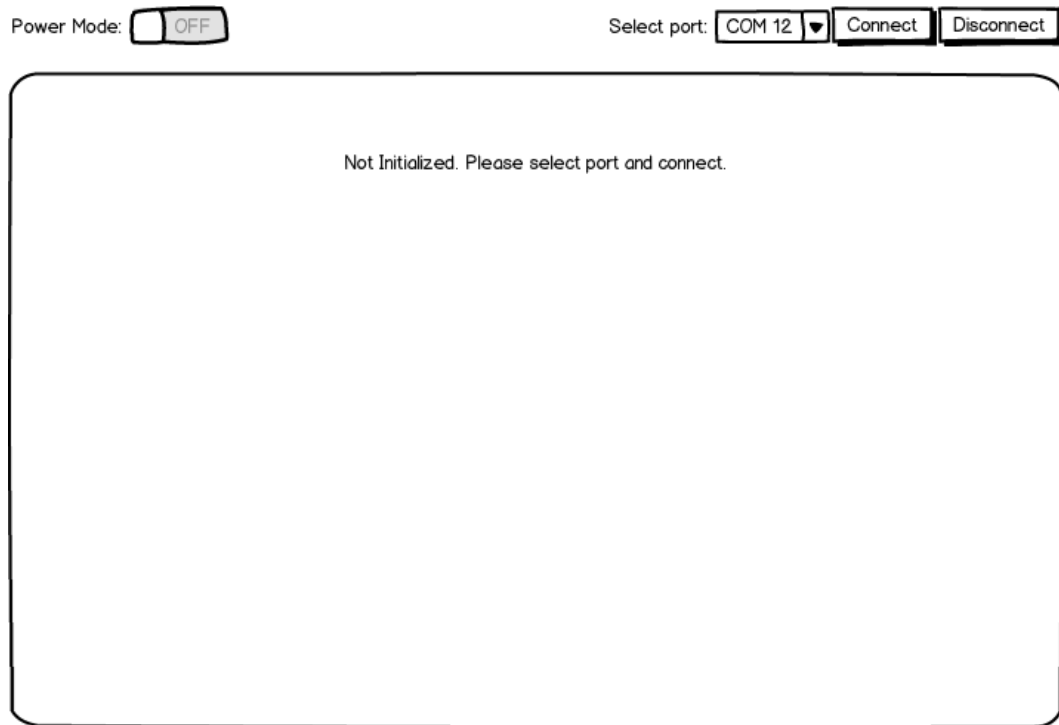 Power Mode: OFF Select port: COM 12 Connect Disconnect
Not Initialized. Please select port and connect.